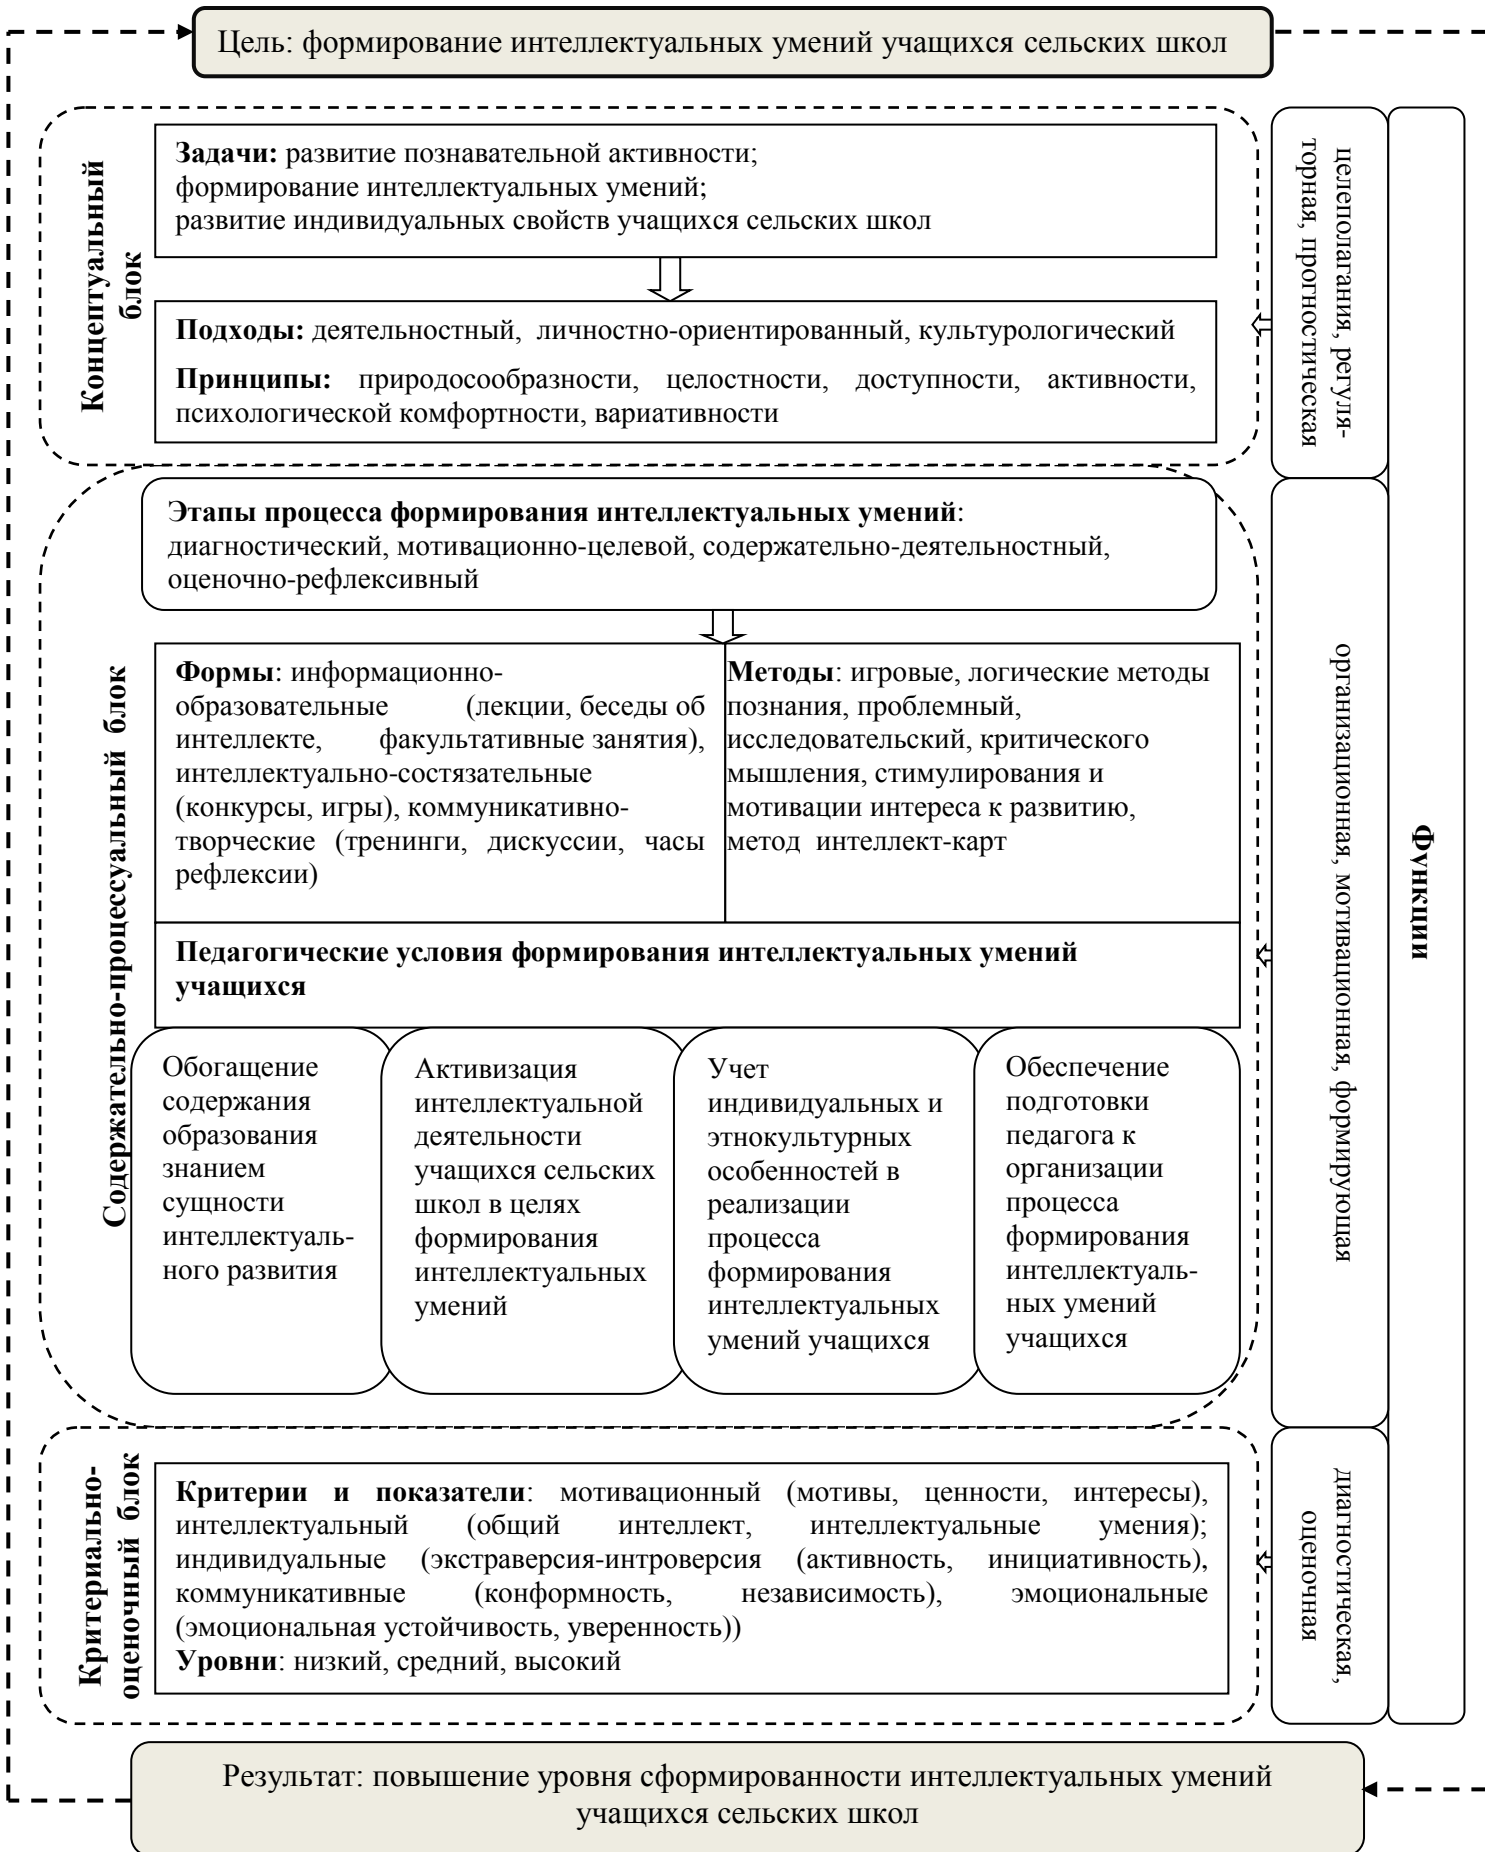 Цель: формирование интеллектуальных умений учащихся сельских школ
Концептуальный
блок
Задачи: развитие познавательной активности;
формирование интеллектуальных умений;
развитие индивидуальных свойств учащихся сельских школ
Подходы: деятельностный, личностно-ориентированный, культурологический
Принципы: природосообразности, целостности, доступности, активности,
психологической комфортности, вариативности
целеполагания, регуля-
торная, прогностическая
Функции
Содержательно-процессуальный блок
Этапы процесса формирования интеллектуальных умений:
диагностический, мотивационно-целевой, содержательно-деятельностный,
оценочно-рефлексивный
Формы: информационно-
образовательные (лекции, беседы об
интеллекте, факультативные занятия),
интеллектуально-состязательные
(конкурсы, игры), коммуникативно-
творческие (тренинги, дискуссии, часы
рефлексии)
Методы: игровые, логические методы
познания, проблемный,
исследовательский, критического
мышления, стимулирования и
мотивации интереса к развитию,
метод интеллект-карт
Педагогические условия формирования интеллектуальных умений
учащихся
Обогащение
содержания
образования
знанием
сущности
интеллектуаль-
ного развития
Активизация
интеллектуальной
деятельности
учащихся сельских
школ в целях
формирования
интеллектуальных
умений
Учет
индивидуальных и
этнокультурных
особенностей в
реализации
процесса
формирования
интеллектуальных
умений учащихся
Обеспечение
подготовки
педагога к
организации
процесса
формирования
интеллектуаль-
ных умений
учащихся
организационная, мотивационная, формирующая
Критериально-
оценочный блок
Критерии и показатели: мотивационный (мотивы, ценности, интересы),
интеллектуальный (общий интеллект, интеллектуальные умения);
индивидуальные (экстраверсия-интроверсия (активность, инициативность),
коммуникативные (конформность, независимость), эмоциональные
(эмоциональная устойчивость, уверенность))
Уровни: низкий, средний, высокий
диагностическая,
оценочная
Результат: повышение уровня сформированности интеллектуальных умений
учащихся сельских школ